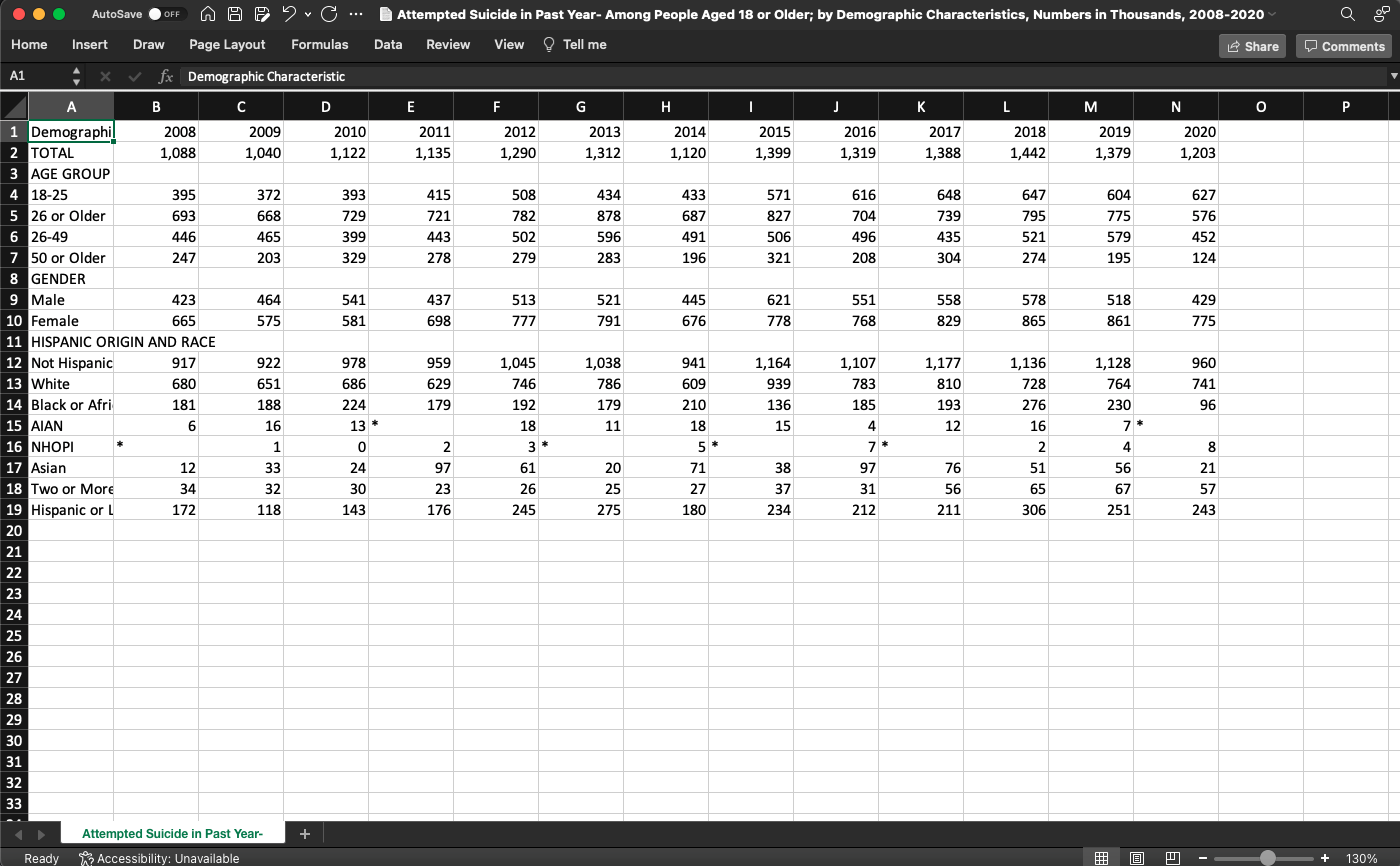 AutoSave OFF Attempted Suicide in Past Year- Among People Aged 18 or Older; by Demographic Characteristics, Numbers in Thousands, 2008-2020
Home Insert Draw Page Layout Formulas Data Review View Tell me Share Comments
A1 fx Demographic Characteristic
A B C D E F G H I J K L M N O P
1 Demographi 2008 2009 2010 2011 2012 2013 2014 2015 2016 2017 2018 2019 2020
2 TOTAL 1,088 1,040 1,122 1,135 1,290 1,312 1,120 1,399 1,319 1,388 1,442 1,379 1,203
3 AGE GROUP
4 18-25 395 372 393 415 508 434 433 571 616 648 647 604 627
5 26 or Older 693 668 729 721 782 878 687 827 704 739 795 775 576
6 26-49 446 465 399 443 502 596 491 506 496 435 521 579 452
7 50 or Older 247 203 329 278 279 283 196 321 208 304 274 195 124
8 GENDER
9 Male 423 464 541 437 513 521 445 621 551 558 578 518 429
10 Female 665 575 581 698 777 791 676 778 768 829 865 861 775
11 HISPANIC ORIGIN AND RACE
12 Not Hispanic 917 922 978 959 1,045 1,038 941 1,164 1,107 1,177 1,136 1,128 960
13 White 680 651 686 629 746 786 609 939 783 810 728 764 741
14 Black or Afri 181 188 224 179 192 179 210 136 185 193 276 230 96
15 AIAN 6 16 13 * 18 11 18 15 4 12 16 7 *
16 NHOPI * 1 0 2 3 * 5 * 7 * 2 4 8
17 Asian 12 33 24 97 61 20 71 38 97 76 51 56 21
18 Two or More 34 32 30 23 26 25 27 37 31 56 65 67 57
19 Hispanic or L 172 118 143 176 245 275 180 234 212 211 306 251 243
20
21
22
23
24
25
26
27
28
29
30
31
32
33
Attempted Suicide in Past Year- +
Ready Accessibility: Unavailable 130%